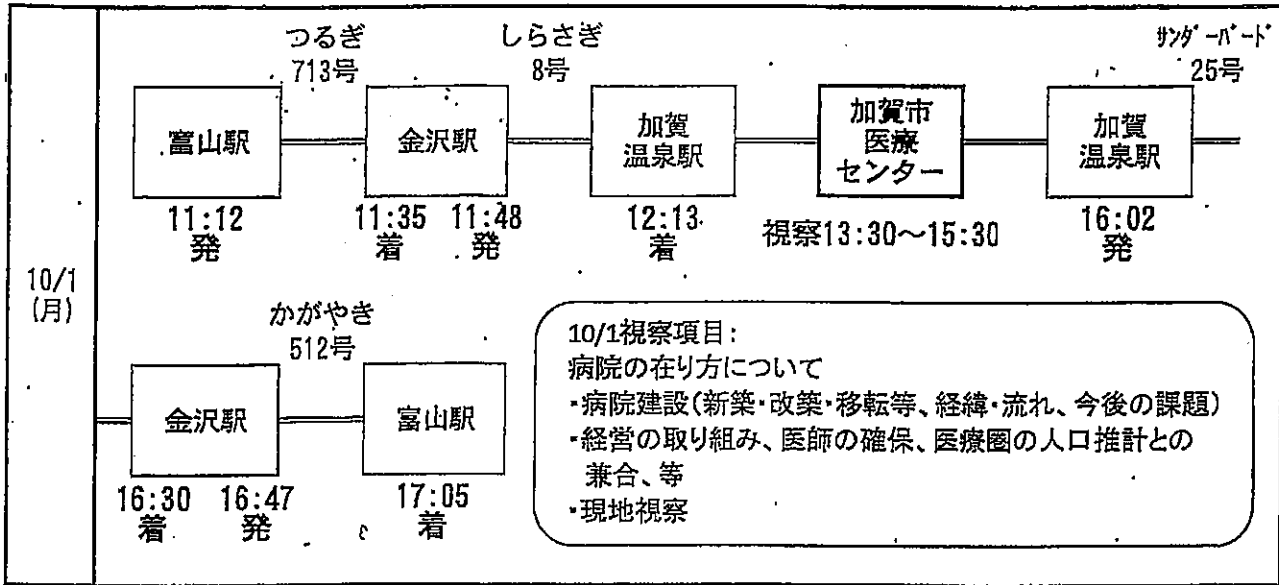 10/1
(月)
つるぎ
713号
しらさぎ
8号
サンダーバード
25号
富山駅
金沢駅
加賀
温泉駅
加賀市
医療
センター
加賀
温泉駅
11:12
発
11:35
着
11:48
発
12:13
着
視察13:30～15:30
16:02
発
かがやき
512号
金沢駅
富山駅
16:30
着
16:47
発
17:05
着
10/1視察項目:
病院の在り方について
・病院建設(新築・改築・移転等、経緯・流れ、今後の課題)
・経営の取り組み、医師の確保、医療圏の人口推計との
兼合、等
・現地視察